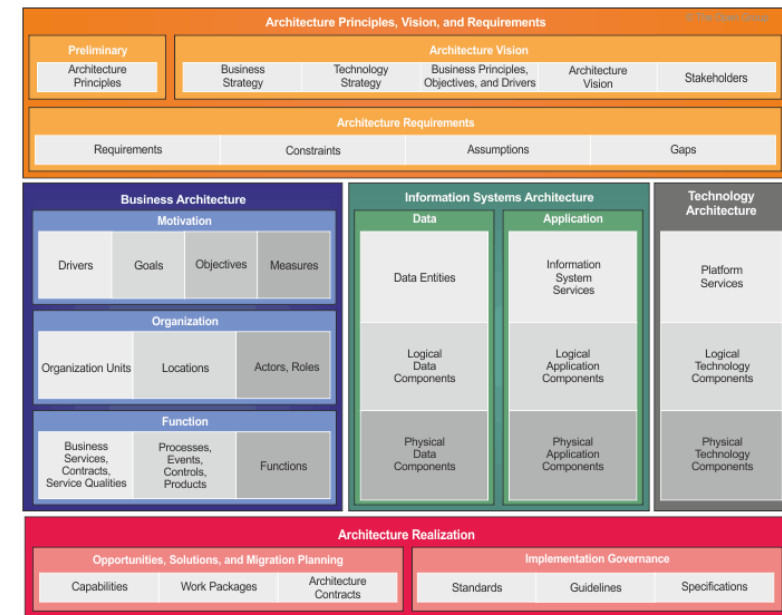 Architecture Principles, Vision, and Requirements
Preliminary
Architecture
Principles
Architecture Vision
Business
Strategy
Technology
Strategy
Business Principles,
Objectives, and Drivers
Architecture
Vision
Stakeholders
Architecture Requirements
Requirements
Constraints
Assumptions
Gaps
Business Architecture
Motivation
Drivers
Goals
Objectives
Measures
Organization
Organization Units
Locations
Actors, Roles
Function
Business
Services,
Contracts,
Service Qualities
Processes,
Events,
Controls,
Products
Functions
Information Systems Architecture
Data
Data Entities
Logical
Data
Components
Physical
Data
Components
Application
Information
System
Services
Logical
Application
Components
Physical
Application
Components
Technology
Architecture
Platform
Services
Logical
Technology
Components
Physical
Technology
Components
Architecture Realization
Opportunities, Solutions, and Migration Planning
Capabilities
Work Packages
Architecture
Contracts
Implementation Governance
Standards
Guidelines
Specifications